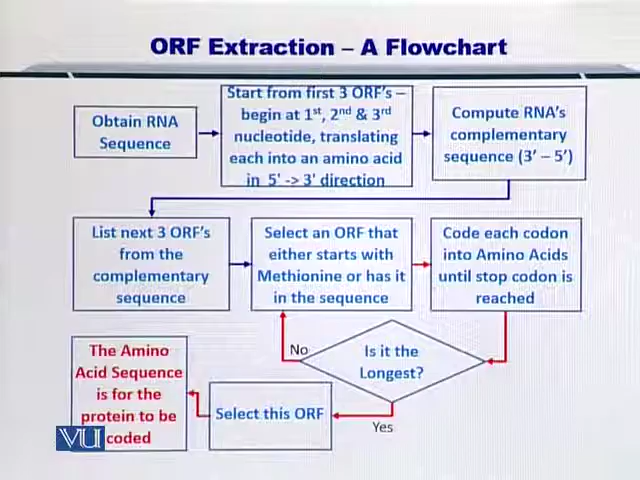 ORF Extraction – A Flowchart
Obtain RNA
Sequence
Start from first 3 ORF's –
begin at 1st, 2nd & 3rd
nucleotide, translating
each into an amino acid
in 5' -> 3' direction
Compute RNA's
complementary
sequence (3' – 5')
List next 3 ORF's
from the
complementary
sequence
Select an ORF that
either starts with
Methionine or has it
in the sequence
Code each codon
into Amino Acids
until stop codon is
reached
Is it the
Longest?
No
Yes
Select this ORF
The Amino
Acid Sequence
is for the
protein to be
coded
VU